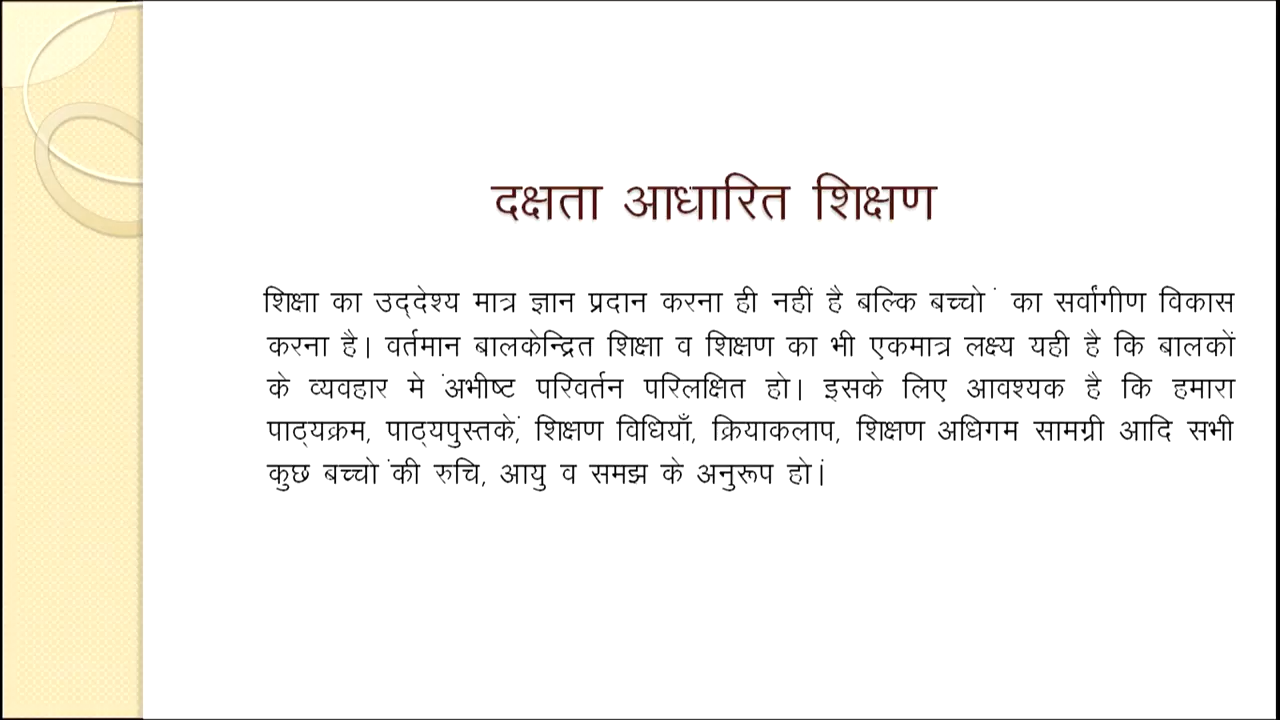 दक्षता आधारित शिक्षण
शिक्षा का उद्देश्य मात्र ज्ञान प्रदान करना ही नहीं है बल्कि बच्चों का सर्वांगीण विकास
करना है। वर्तमान बालकेन्द्रित शिक्षा व शिक्षण का भी एकमात्र लक्ष्य यही है कि बालकों
के व्यवहार में अभीष्ट परिवर्तन परिलक्षित हो। इसके लिए आवश्यक है कि हमारा
पाठ्यक्रम, पाठ्यपुस्तकें, शिक्षण विधियाँ, क्रियाकलाप, शिक्षण अधिगम सामग्री आदि सभी
कुछ बच्चों की रुचि, आयु व समझ के अनुरूप हों।